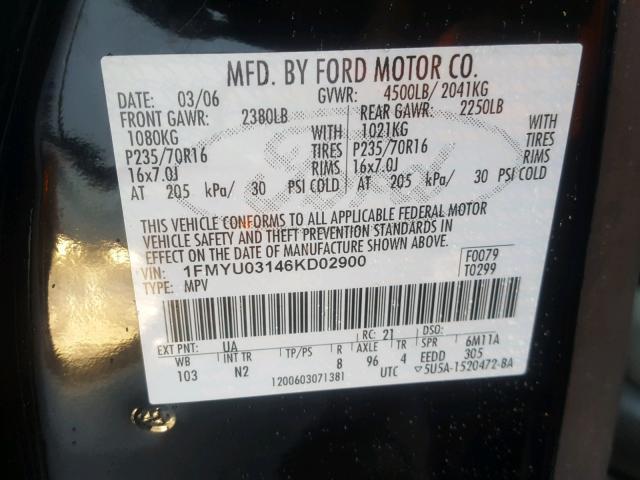 MFD. BY FORD MOTOR CO.
DATE: 03/06 GVWR: 4500LB/ 2041KG
FRONT GAWR: 2380LB REAR GAWR: 2250LB
1080KG WITH 1021KG WITH
P235/70R16 TIRES P235/70R16 TIRES
16x7.0J RIMS 16x7.0J RIMS
AT 205 kPa/ 30 PSI COLD AT 205 kPa/ 30 PSI COLD
THIS VEHICLE CONFORMS TO ALL APPLICABLE FEDERAL MOTOR
VEHICLE SAFETY AND THEFT PREVENTION STANDARDS IN
EFFECT ON THE DATE OF MANUFACTURE SHOWN ABOVE.
VIN: 1FMYU03146KD02900 F0079
TYPE: MPV T0299
EXT PNT: UA RC: 21 DSO:
WB INT TR TP/PS R AXLE TR SPR 6M11A
103 N2 8 96 4 EEDD 305
1200603071381 UTC ▽5U5A-1520472-BA